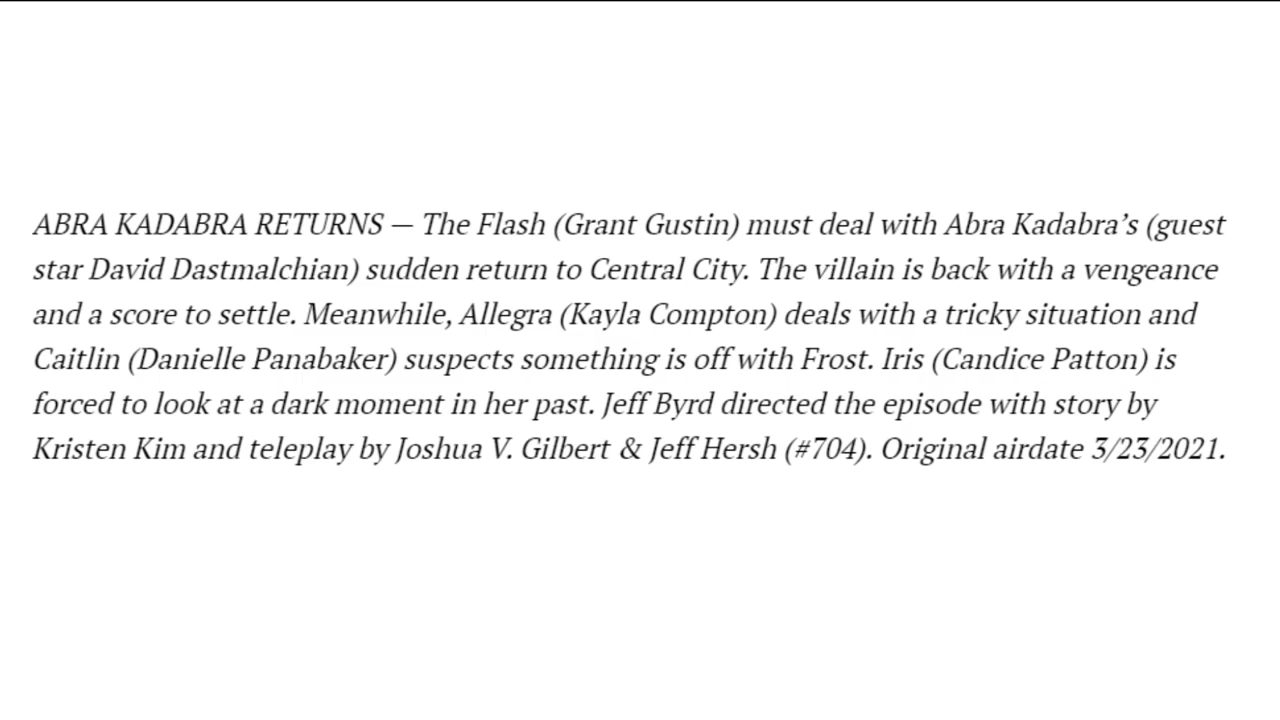 ABRA KADABRA RETURNS — The Flash (Grant Gustin) must deal with Abra Kadabra’s (guest
star David Dastmalchian) sudden return to Central City. The villain is back with a vengeance
and a score to settle. Meanwhile, Allegra (Kayla Compton) deals with a tricky situation and
Caitlin (Danielle Panabaker) suspects something is off with Frost. Iris (Candice Patton) is
forced to look at a dark moment in her past. Jeff Byrd directed the episode with story by
Kristen Kim and teleplay by Joshua V. Gilbert & Jeff Hersh (#704). Original airdate 3/23/2021.